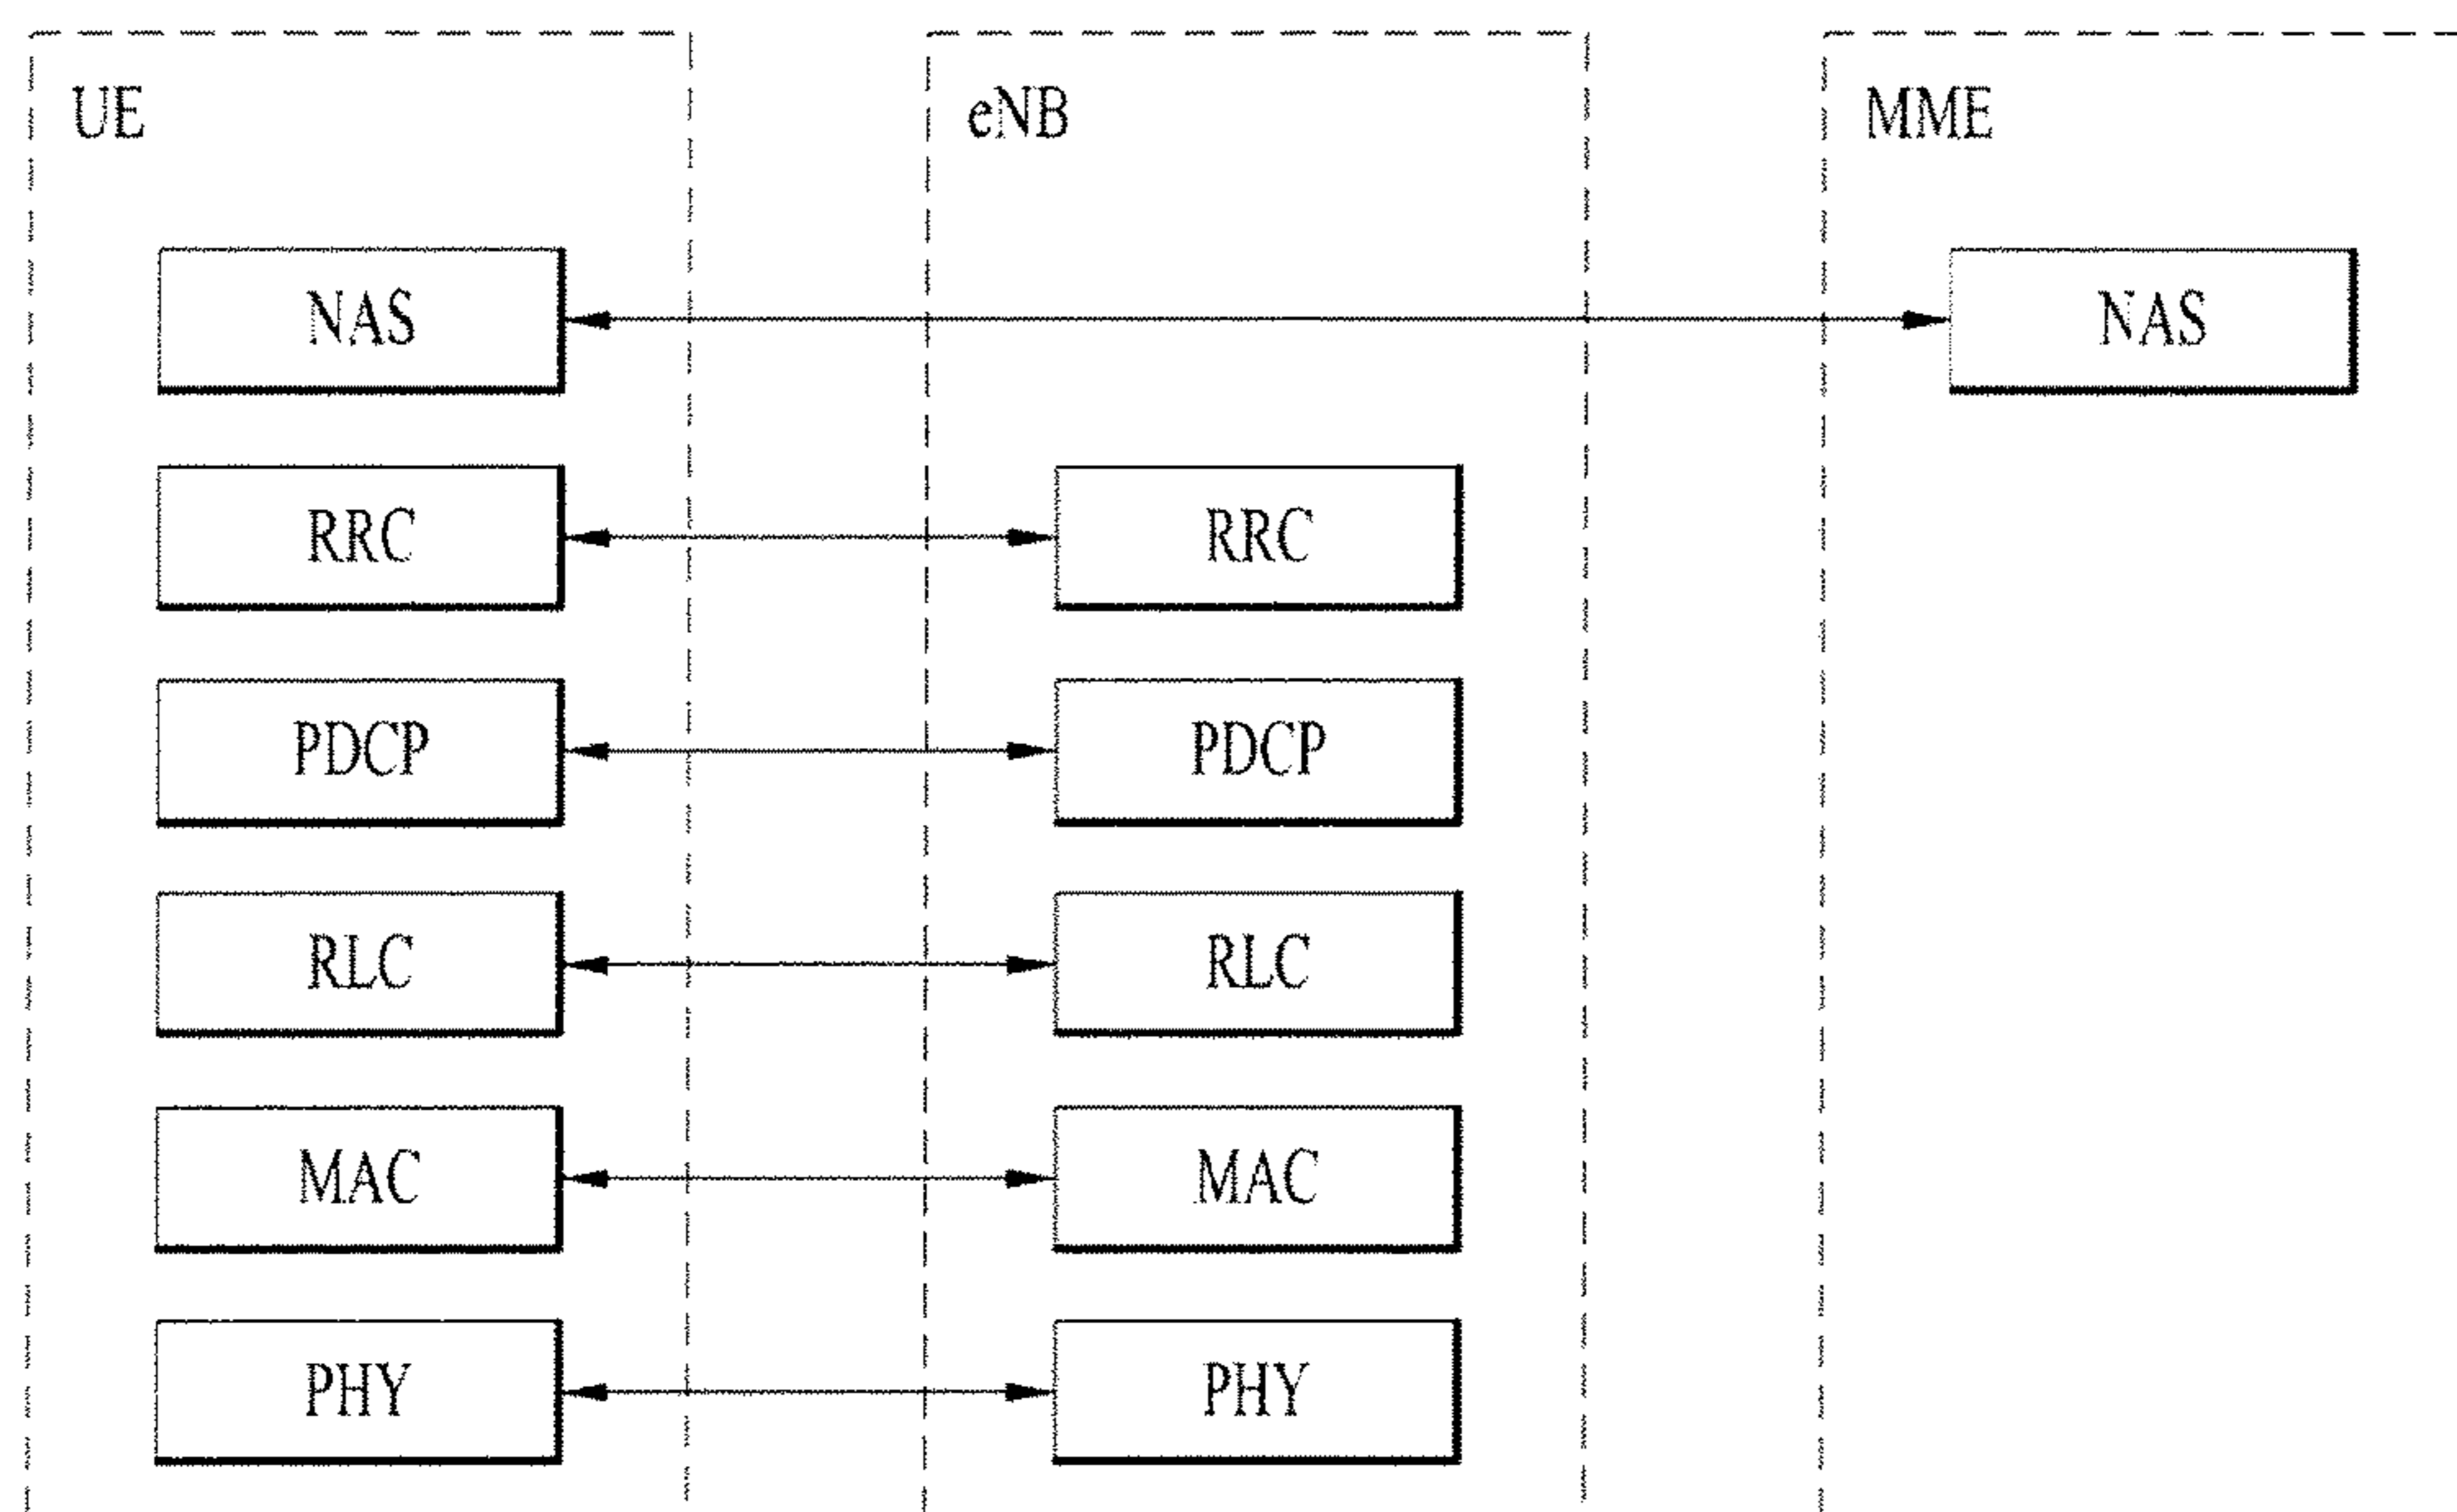 UE eNB MME
NAS NAS
RRC RRC
PDCP PDCP
RLC RLC
MAC MAC
PHY PHY